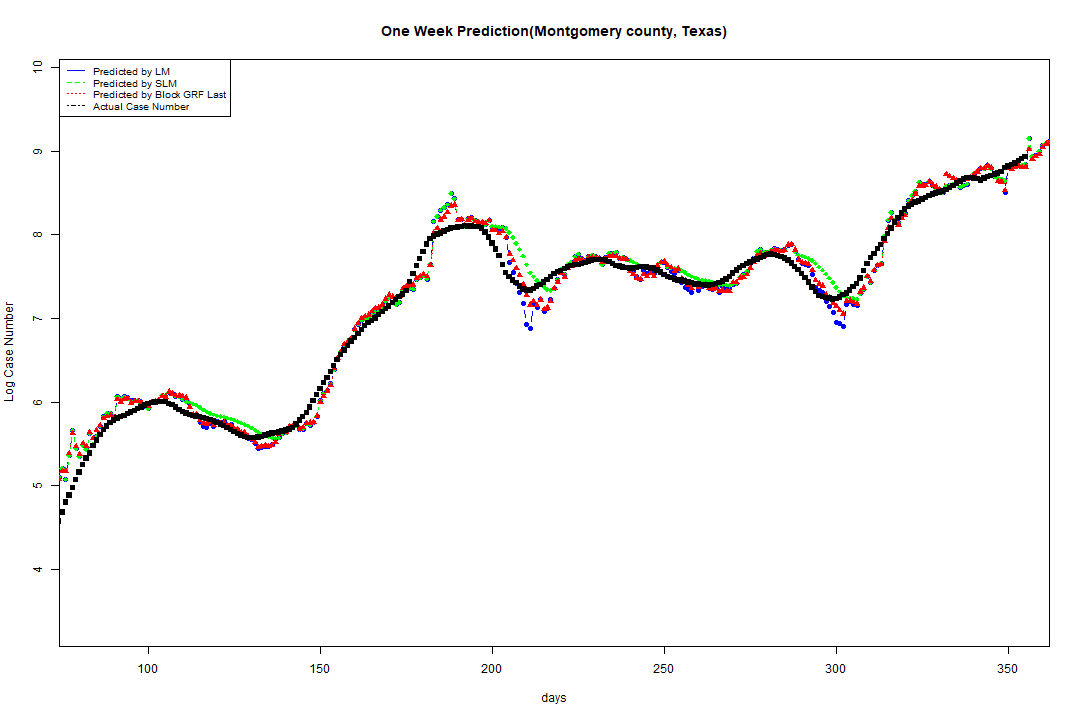 One Week Prediction(Montgomery county, Texas)
Predicted by LM
Predicted by SLM
Predicted by Block GRF Last
Actual Case Number
10
9
8
7
6
5
4
Log Case Number
100 150 200 250 300 350
days